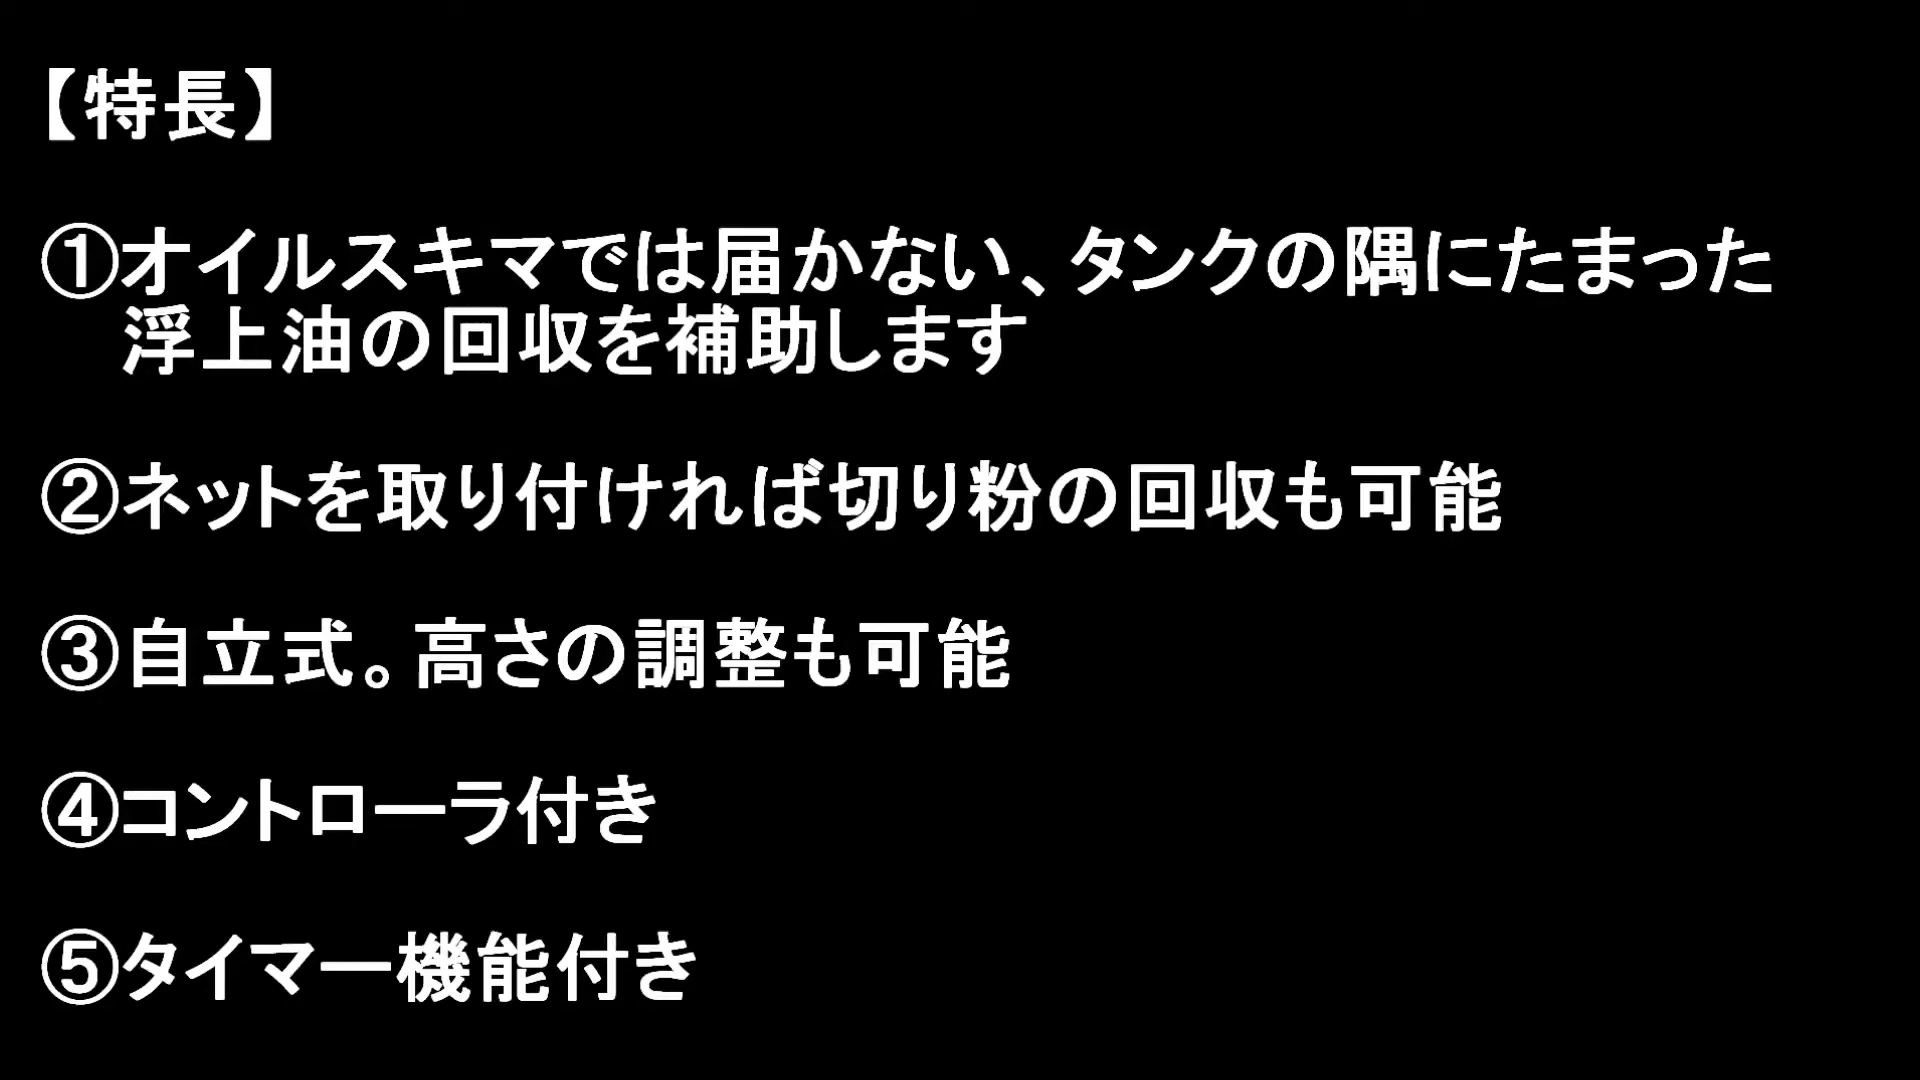 【特長】
①オイルスキマでは届かない、タンクの隅にたまった
浮上油の回収を補助します
②ネットを取り付ければ切り粉の回収も可能
③自立式。高さの調整も可能
④コントローラ付き
⑤タイマー機能付き